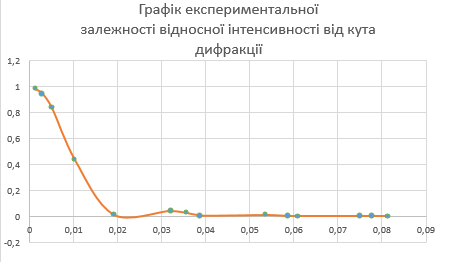 Графік експериментальної
залежності відносної інтенсивності від кута
дифракції
1,2
1
0,8
0,6
0,4
0,2
0
-0,2
0 0,01 0,02 0,03 0,04 0,05 0,06 0,07 0,08 0,09